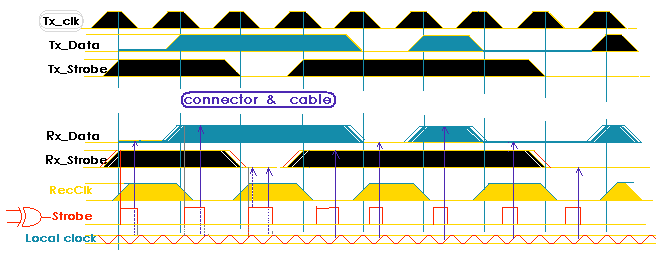 Tx_clk
Tx_Data
Tx_Strobe
connector & cable
Rx_Data
Rx_Strobe
RecClk
Strobe
Local clock